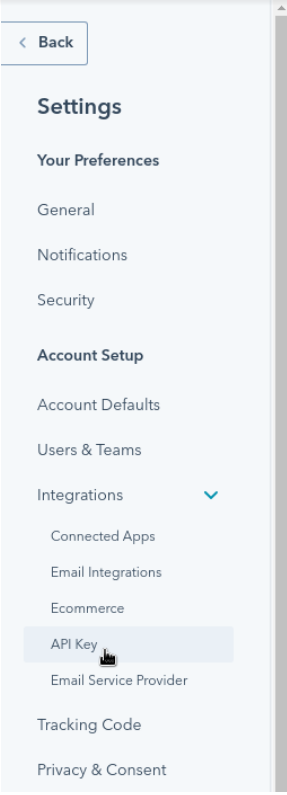 Back
Settings
Your Preferences
General
Notifications
Security
Account Setup
Account Defaults
Users & Teams
Integrations
Connected Apps
Email Integrations
Ecommerce
API Key
Email Service Provider
Tracking Code
Privacy & Consent